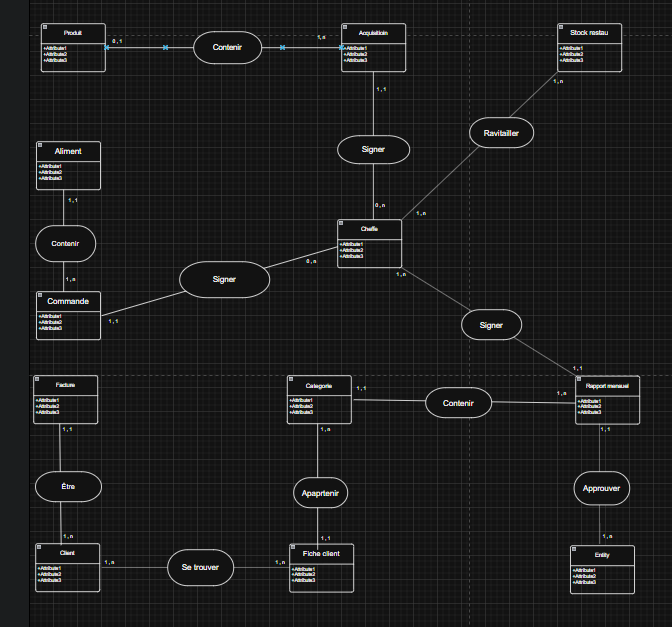 Produit
+Attribute1
+Attribute2
+Attribute3
0,1
Contenir
1,n
Acquisitioin
+Attribute1
+Attribute2
+Attribute3
1,1
Stock restau
+Attribute1
+Attribute2
+Attribute3
1,n
Ravitailler
1,n
Signer
0,n
Aliment
+Attribute1
+Attribute2
+Attribute3
1,1
Contenir
1,n
Cheffe
+Attribute1
+Attribute2
+Attribute3
0,n
1,n
Signer
Commande
+Attribute1
+Attribute2
+Attribute3
1,1
Signer
1,1
Facture
+Attribute1
+Attribute2
+Attribute3
1,1
Categorie
+Attribute1
+Attribute2
+Attribute3
1,1
1,n
Contenir
1,n
Rapport mensuel
+Attribute1
+Attribute2
+Attribute3
1,1
Être
1,n
Apaprtenir
1,1
Approuver
1,n
Client
+Attribute1
+Attribute2
+Attribute3
1,n
Se trouver
1,n
Fiche client
+Attribute1
+Attribute2
+Attribute3
Entity
+Attribute1
+Attribute2
+Attribute3